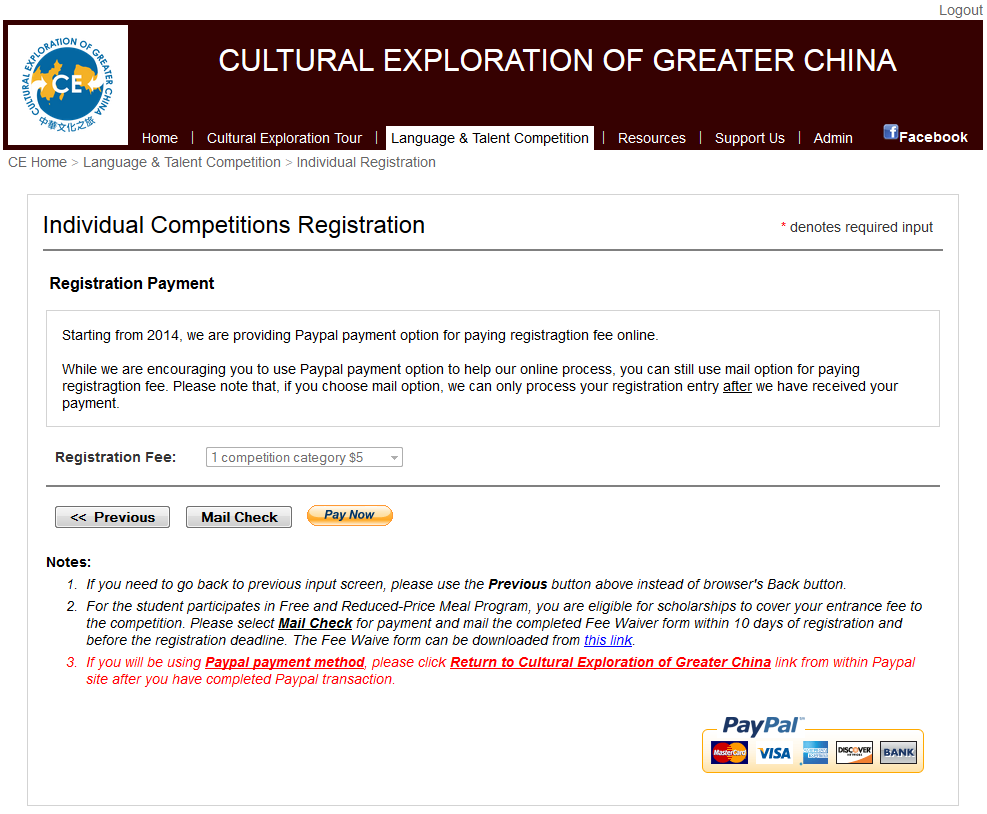 Logout
CULTURAL EXPLORATION OF GREATER CHINA
CULTURAL EXPLORATION OF GREATER CHINA
CE
中華文化之旅
Home | Cultural Exploration Tour | Language & Talent Competition | Resources | Support Us | Admin f Facebook
CE Home > Language & Talent Competition > Individual Registration
Individual Competitions Registration
* denotes required input
Registration Payment
Starting from 2014, we are providing Paypal payment option for paying registragtion fee online.
While we are encouraging you to use Paypal payment option to help our online process, you can still use mail option for paying
registragtion fee. Please note that, if you choose mail option, we can only process your registration entry after we have received your
payment.
Registration Fee: 1 competition category $5
<< Previous Mail Check Pay Now
Notes:
1. If you need to go back to previous input screen, please use the Previous button above instead of browser's Back button.
2. For the student participates in Free and Reduced-Price Meal Program, you are eligible for scholarships to cover your entrance fee to
the competition. Please select Mail Check for payment and mail the completed Fee Waiver form within 10 days of registration and
before the registration deadline. The Fee Waive form can be downloaded from this link.
3. If you will be using Paypal payment method, please click Return to Cultural Exploration of Greater China link from within Paypal
site after you have completed Paypal transaction.
PayPal™
MasterCard VISA DISCOVER BANK